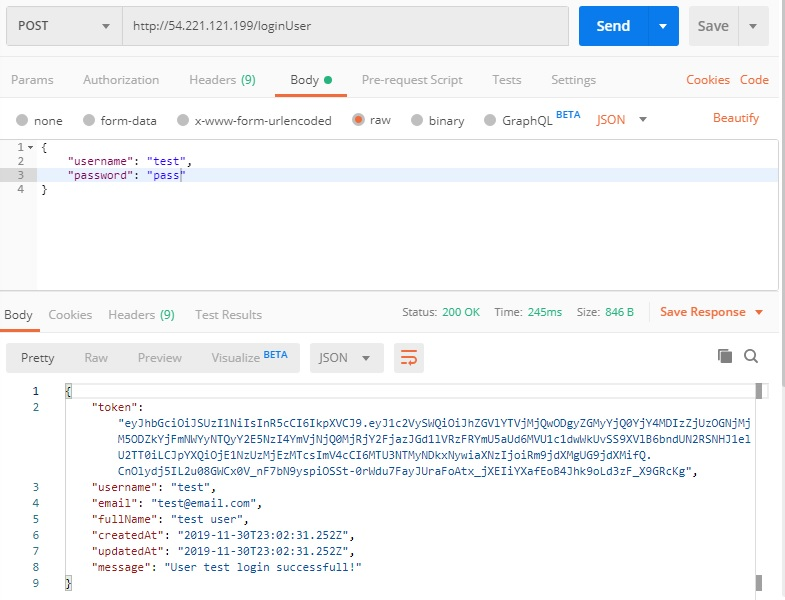 POST http://54.221.121.199/loginUser Send Save
Params Authorization Headers (9) Body Pre-request Script Tests Settings Cookies Code
none form-data x-www-form-urlencoded raw binary GraphQL BETA JSON Beautify
1 {
2 "username": "test",
3 "password": "pass"
4 }
Body Cookies Headers (9) Test Results Status: 200 OK Time: 245ms Size: 846 B Save Response
Pretty Raw Preview Visualize BETA JSON
1 {
2 "token":
"eyJhbGciOiJSUzI1NiIsInR5cCI6IkpXVCJ9.eyJ1c2VySWQiOiJhZGVlYTVjMjQwODgyZGMyYjQ0YjY4MDIzZjUzOGNjMj
M5ODZkYjFmNWYyNTQyY2E5NzI4YmVjNjQ0MjRjY2FjazJGd1lVRzFRYmU5aUd6MVU1c1dwWkUvSS9XVlB6bndUN2RSNHJ1el
U2TT0iLCJpYXQiOjE1NzUzMjEzMTcsImV4cCI6MTU3NTMyNDkxNywiaXNzIjoiRm9jdXMgUG9jdXMifQ.
CnOlydj5IL2u08GWCx0V_nF7bN9yspiOSSt-0rWdu7FayJUraFoAtx_jXEIiYXafEoB4Jhk9oLd3zF_X9GRcKg",
3 "username": "test",
4 "email": "test@email.com",
5 "fullName": "test user",
6 "createdAt": "2019-11-30T23:02:31.252Z",
7 "updatedAt": "2019-11-30T23:02:31.252Z",
8 "message": "User test login successfull!"
9 }